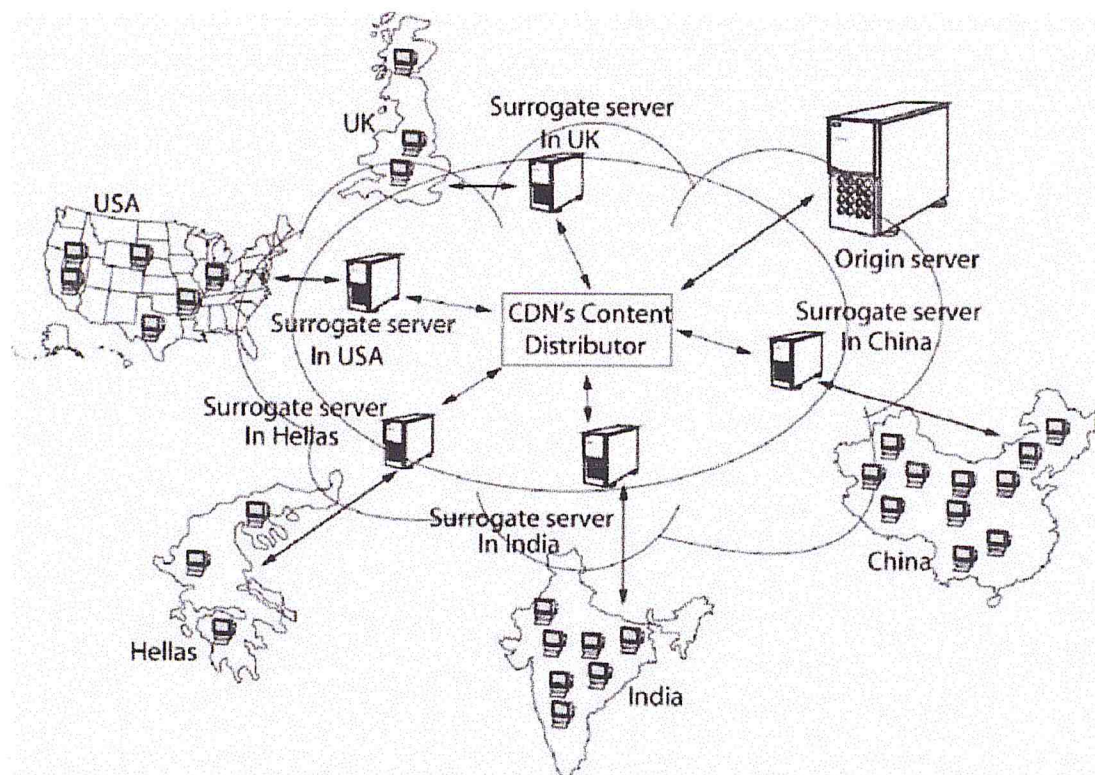 UK
Surrogate server
In UK
USA
Origin server
Surrogate server
In USA
CDN's Content
Distributor
Surrogate server
In China
Surrogate server
In Hellas
Surrogate server
In India
China
Hellas
India